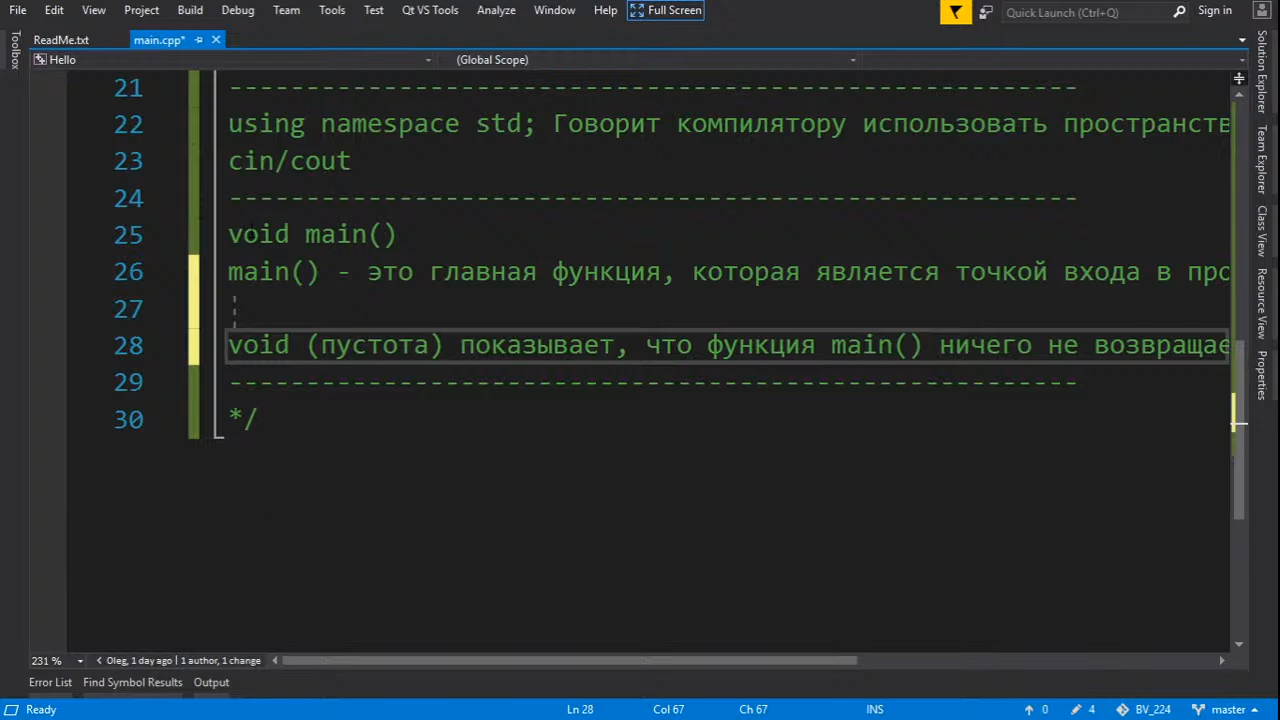 File Edit View Project Build Debug Team Tools Test Qt VS Tools Analyze Window Help Full Screen Quick Launch (Ctrl+Q) Sign in
ReadMe.txt main.cpp*
Hello (Global Scope)
21 -------------------------------------------------------
22 using namespace std; Говорит компилятору использовать пространств
23 cin/cout
24 -------------------------------------------------------
25 void main()
26 main() - это главная функция, которая является точкой входа в про
27
28 void (пустота) показывает, что функция main() ничего не возвращае
29 -------------------------------------------------------
30 */
231 % Oleg, 1 day ago | 1 author, 1 change
Error List Find Symbol Results Output
Ready Ln 28 Col 67 Ch 67 INS 0 4 BV_224 master
Toolbox
Solution Explorer
Team Explorer
Class View
Resource View
Properties